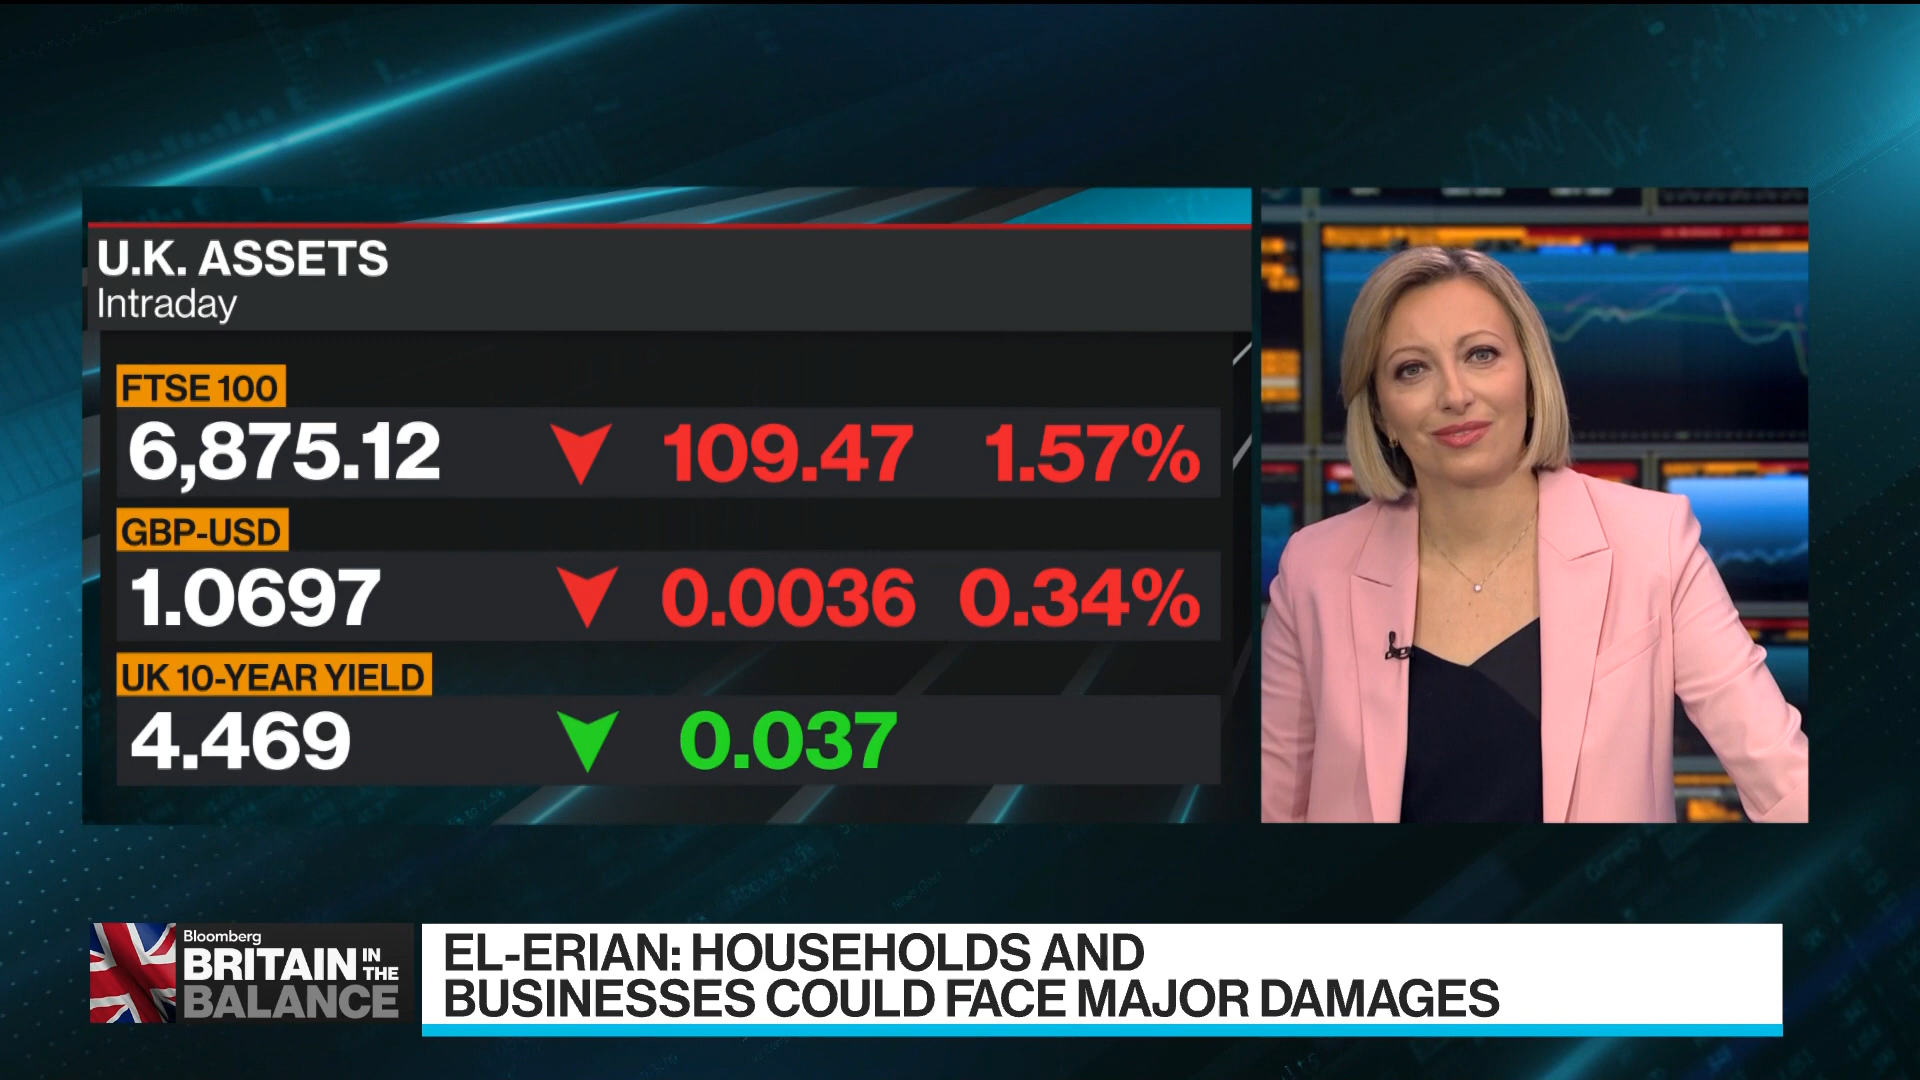 U.K. ASSETS
Intraday
FTSE 100
6,875.12 109.47 1.57%
GBP-USD
1.0697 0.0036 0.34%
UK 10-YEAR YIELD
4.469 0.037
Bloomberg
BRITAIN IN THE
BALANCE
EL-ERIAN: HOUSEHOLDS AND
BUSINESSES COULD FACE MAJOR DAMAGES